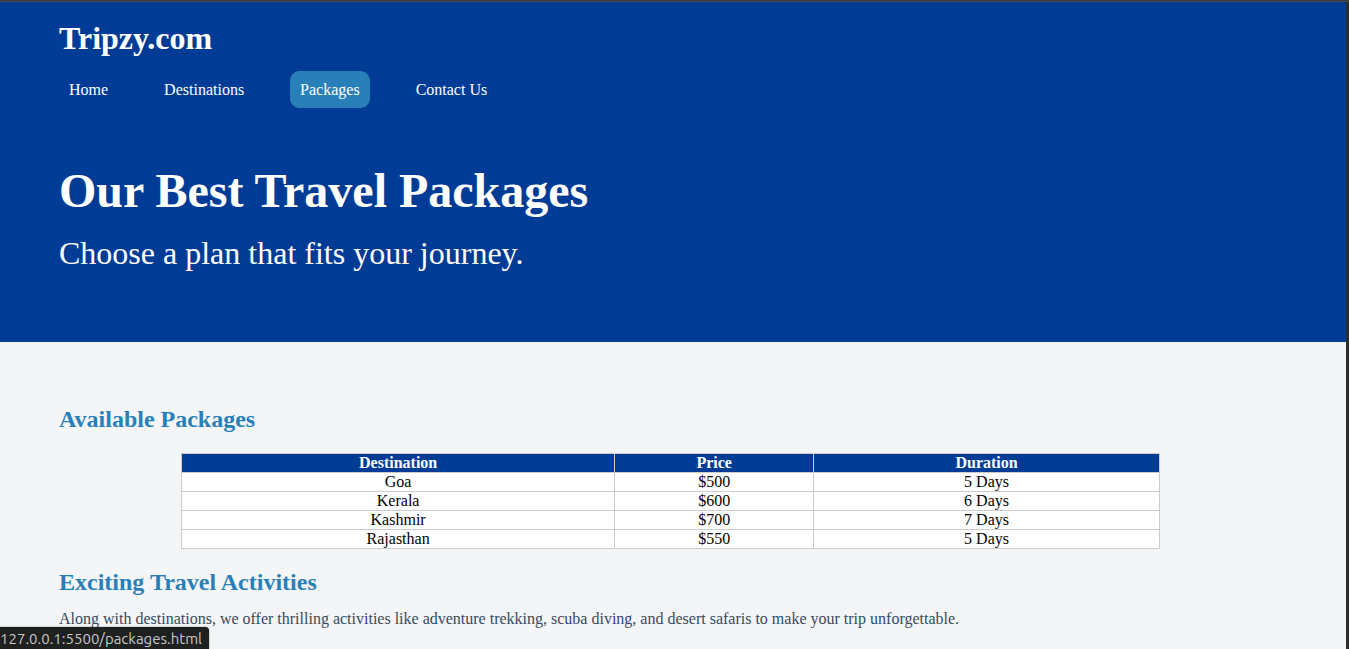 Tripzy.com
Home Destinations Packages Contact Us
Our Best Travel Packages
Choose a plan that fits your journey.
Available Packages
Destination Price Duration
Goa $500 5 Days
Kerala $600 6 Days
Kashmir $700 7 Days
Rajasthan $550 5 Days
Exciting Travel Activities
Along with destinations, we offer thrilling activities like adventure trekking, scuba diving, and desert safaris to make your trip unforgettable.
127.0.0.1:5500/packages.html